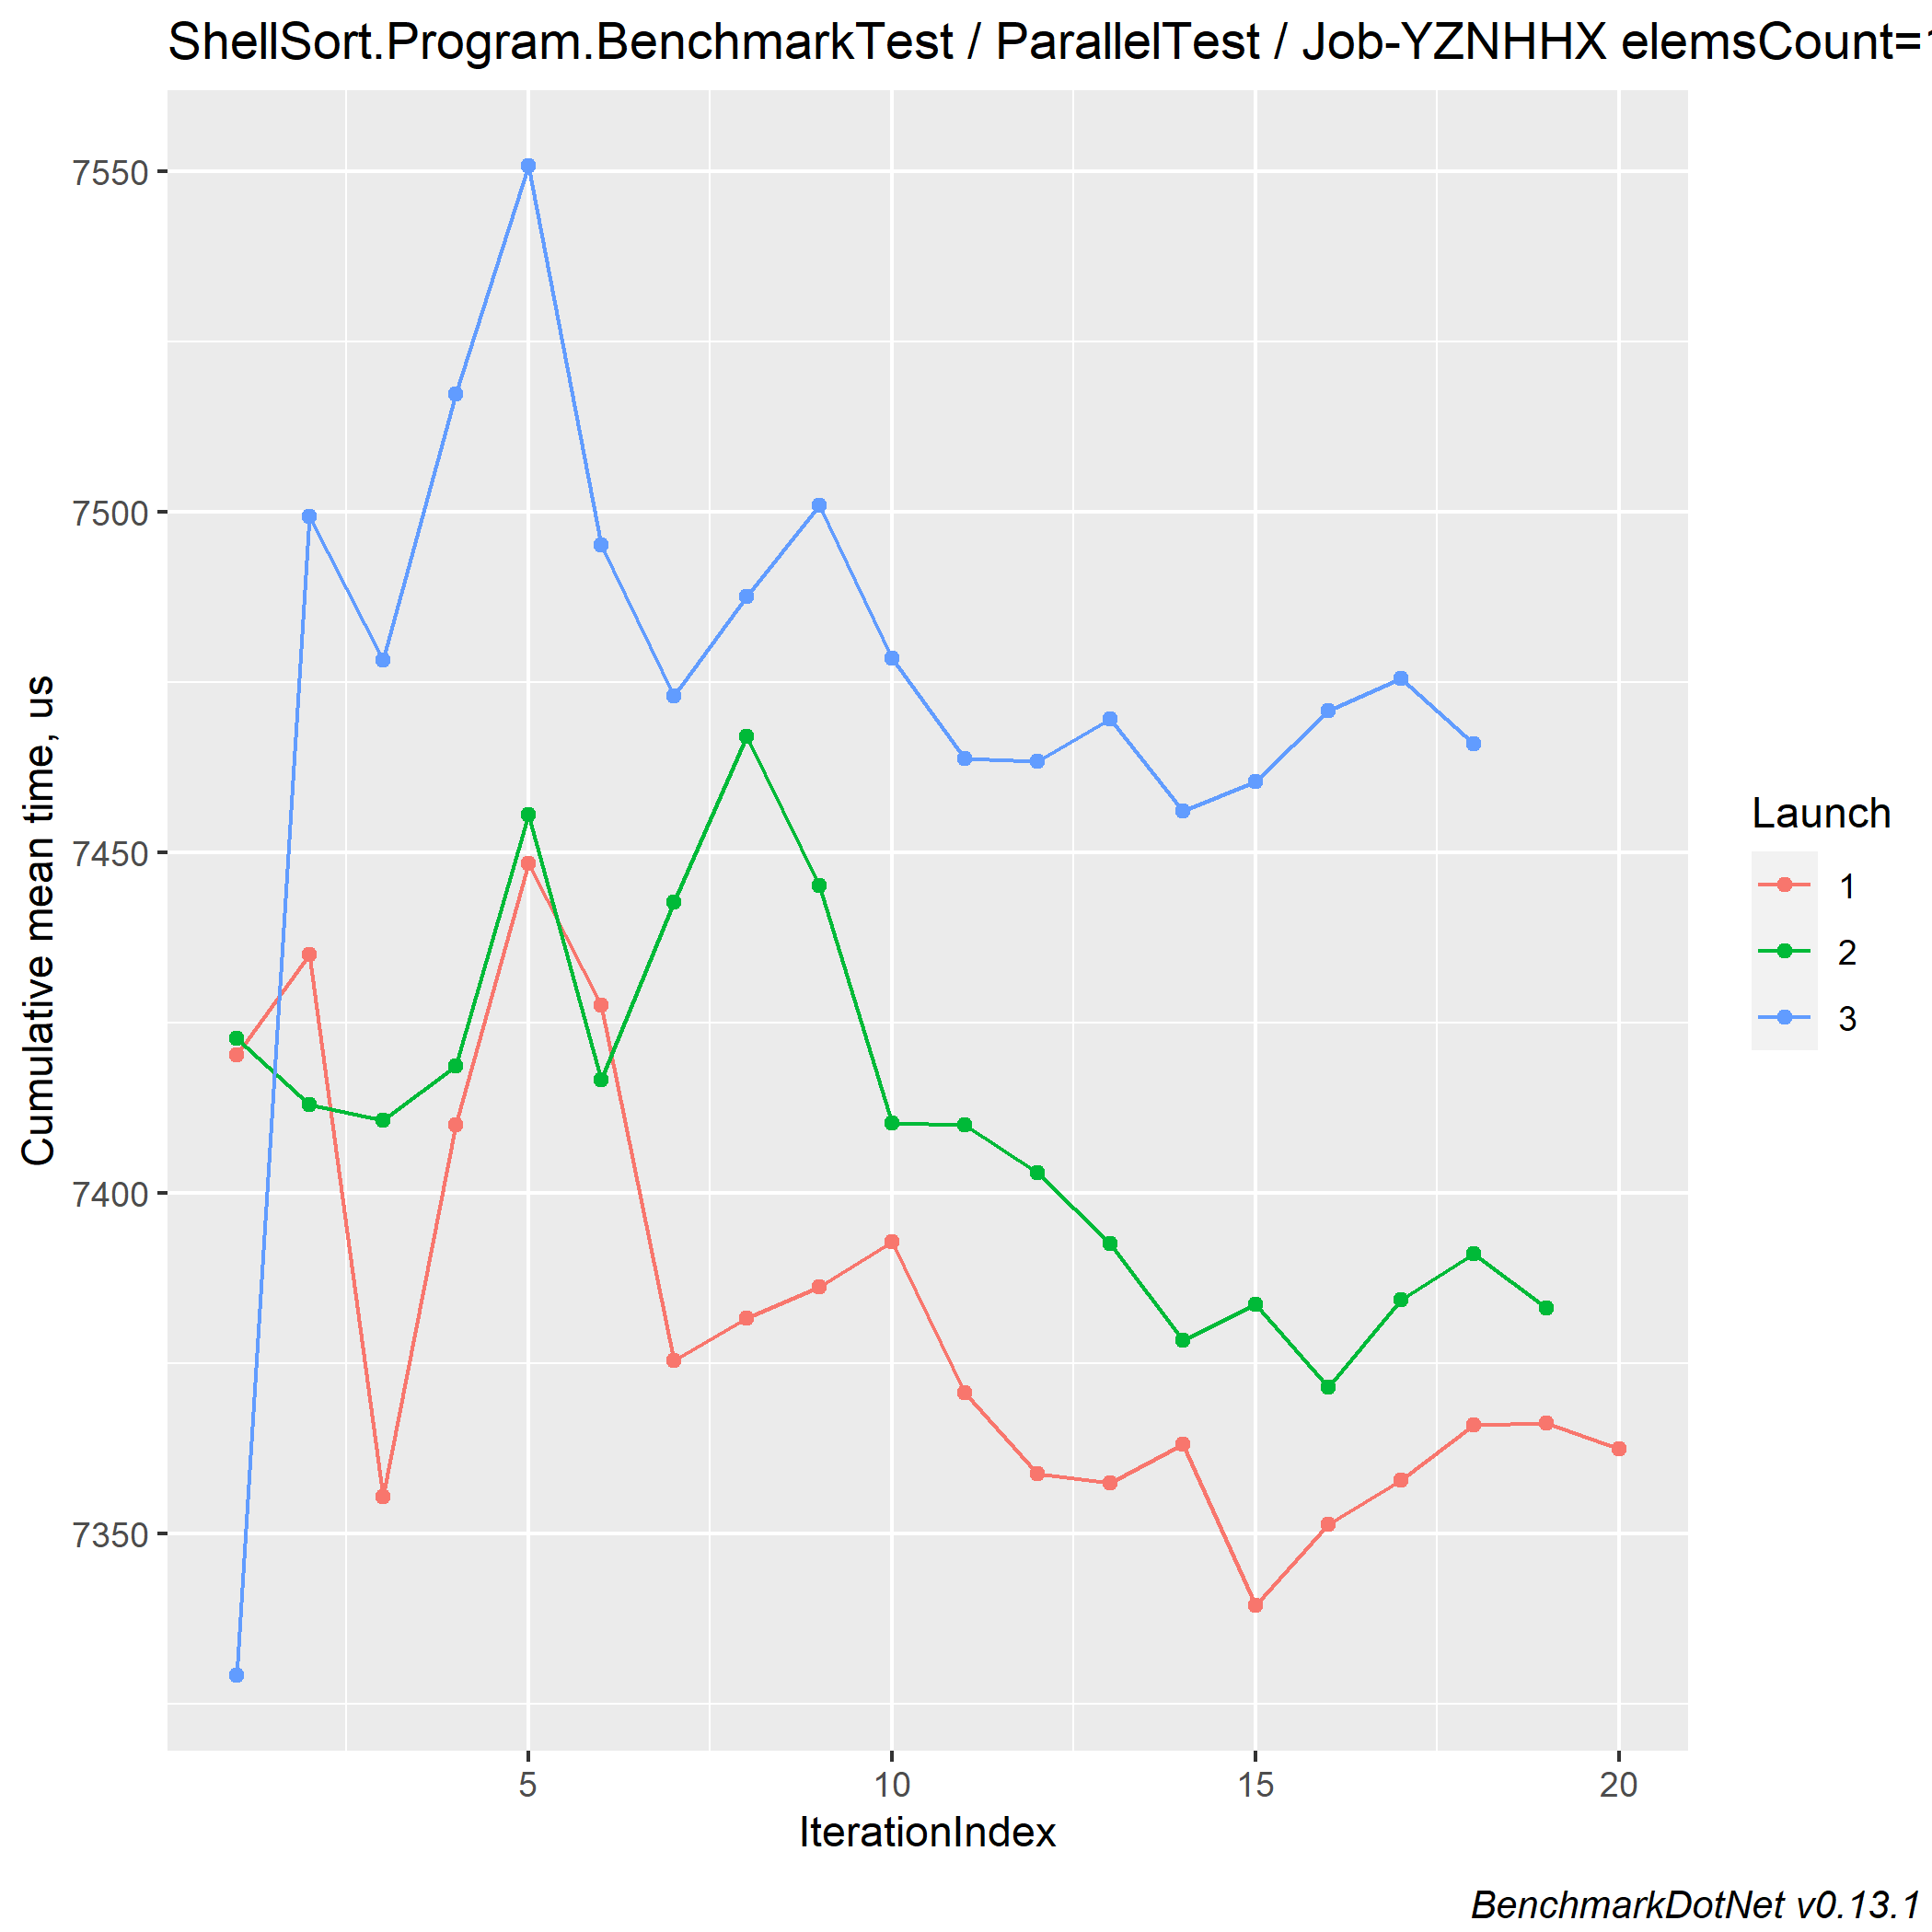 ShellSort.Program.BenchmarkTest / ParallelTest / Job-YZNHHX elemsCount=
7550
7500
7450
7400
7350
Cumulative mean time, us
5 10 15 20
IterationIndex
Launch
1
2
3
BenchmarkDotNet v0.13.1